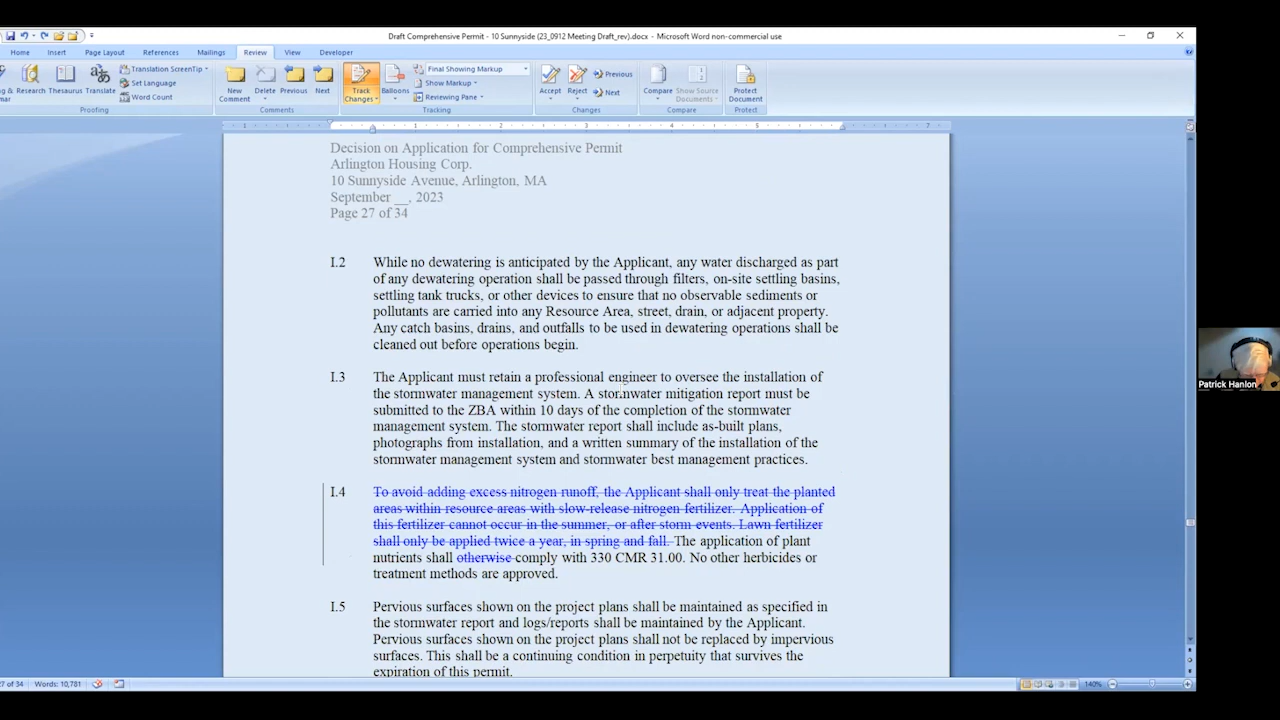 Draft Comprehensive Permit - 10 Sunnyside (23_0912 Meeting Draft_rev).docx - Microsoft Word non-commercial use
Home Insert Page Layout References Mailings Review View Developer
Research Thesaurus Translate
Translation ScreenTip
Set Language
Word Count
Proofing
New Comment Delete Previous Next
Comments
Track Changes Balloons
Final Showing Markup
Show Markup
Reviewing Pane
Tracking
Accept Reject
Previous
Next
Changes
Compare Show Source Documents
Compare
Protect Document
Protect
1 1 2 3 4 5 7
Decision on Application for Comprehensive Permit
Arlington Housing Corp.
10 Sunnyside Avenue, Arlington, MA
September __, 2023
Page 27 of 34
I.2 While no dewatering is anticipated by the Applicant, any water discharged as part
of any dewatering operation shall be passed through filters, on-site settling basins,
settling tank trucks, or other devices to ensure that no observable sediments or
pollutants are carried into any Resource Area, street, drain, or adjacent property.
Any catch basins, drains, and outfalls to be used in dewatering operations shall be
cleaned out before operations begin.
I.3 The Applicant must retain a professional engineer to oversee the installation of
the stormwater management system. A stormwater mitigation report must be
submitted to the ZBA within 10 days of the completion of the stormwater
management system. The stormwater report shall include as-built plans,
photographs from installation, and a written summary of the installation of the
stormwater management system and stormwater best management practices.
I.4 To avoid adding excess nitrogen runoff, the Applicant shall only treat the planted
areas within resource areas with slow-release nitrogen fertilizer. Application of
this fertilizer cannot occur in the summer, or after storm events. Lawn fertilizer
shall only be applied twice a year, in spring and fall. The application of plant
nutrients shall otherwise comply with 330 CMR 31.00. No other herbicides or
treatment methods are approved.
I.5 Pervious surfaces shown on the project plans shall be maintained as specified in
the stormwater report and logs/reports shall be maintained by the Applicant.
Pervious surfaces shown on the project plans shall not be replaced by impervious
surfaces. This shall be a continuing condition in perpetuity that survives the
expiration of this permit.
Patrick Hanlon
27 of 34 Words: 10,781 140%